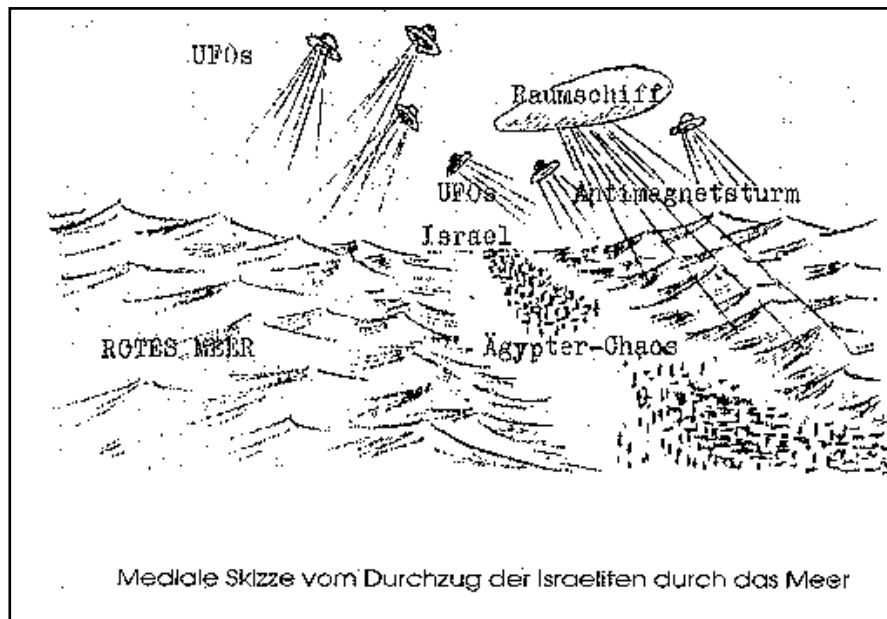 UFOs
Raumschiff
UFOs
Antimagnetsturm
Israel
ROTES MEER
Ägypter-Chaos
Mediale Skizze vom Durchzug der Israeliten durch das Meer